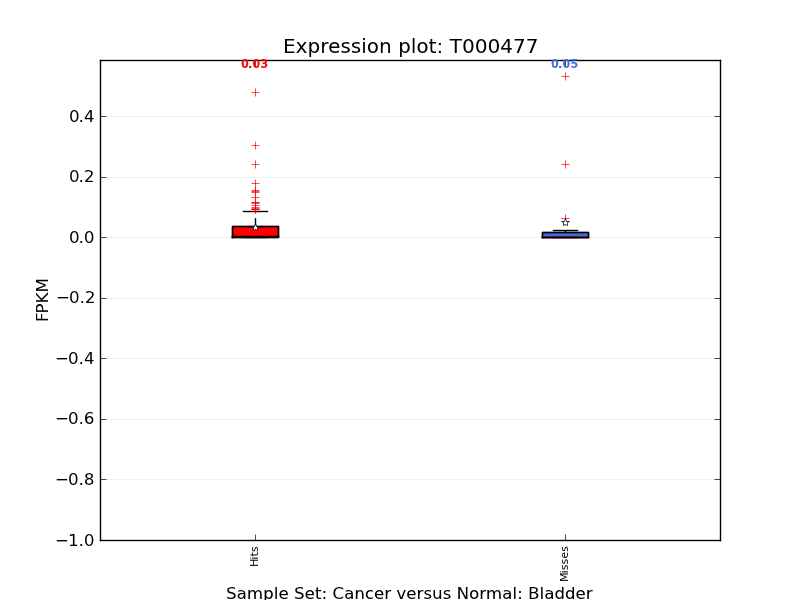 Expression plot: T000477
0.03 0.05
0.4
0.2
0.0
−0.2
−0.4
−0.6
−0.8
−1.0
FPKM
Hits Misses
Sample Set: Cancer versus Normal: Bladder